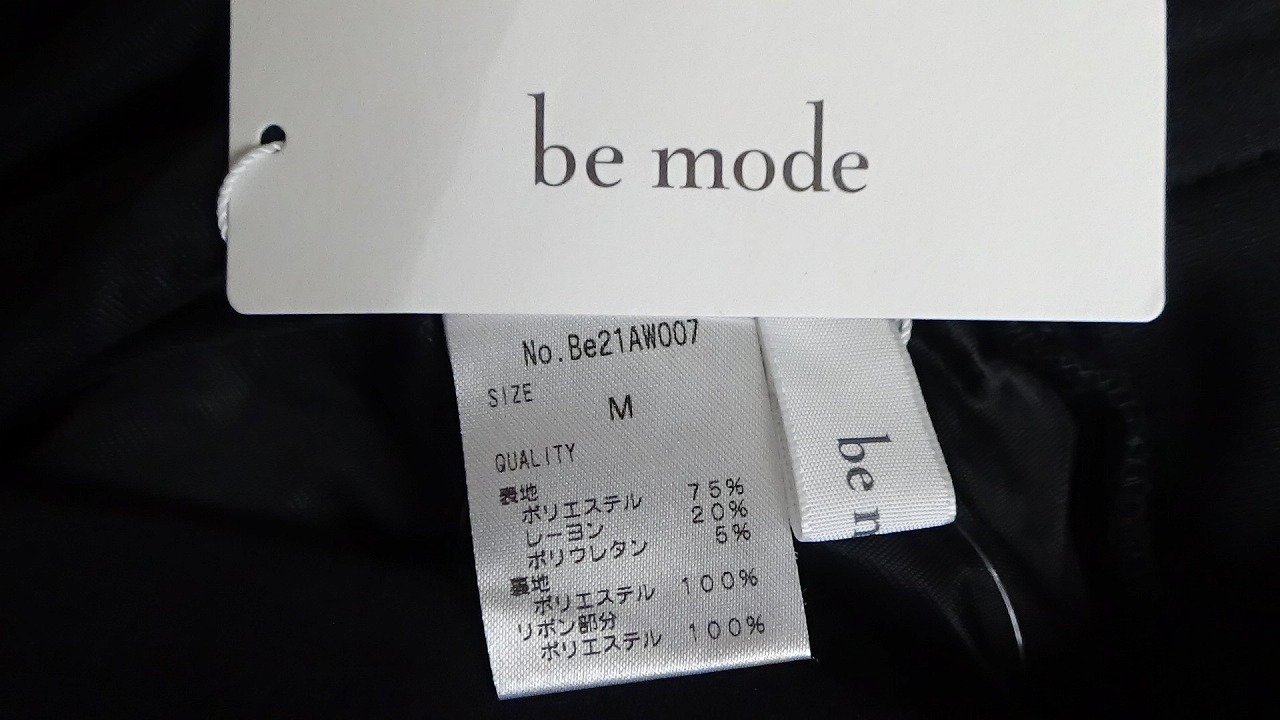 be mode
No.Be21AW007
SIZE
M
QUALITY
表地
ポリエステル 75%
レーヨン 20%
ポリウレタン 5%
裏地
ポリエステル 100%
リボン部分
ポリエステル 100%
be m